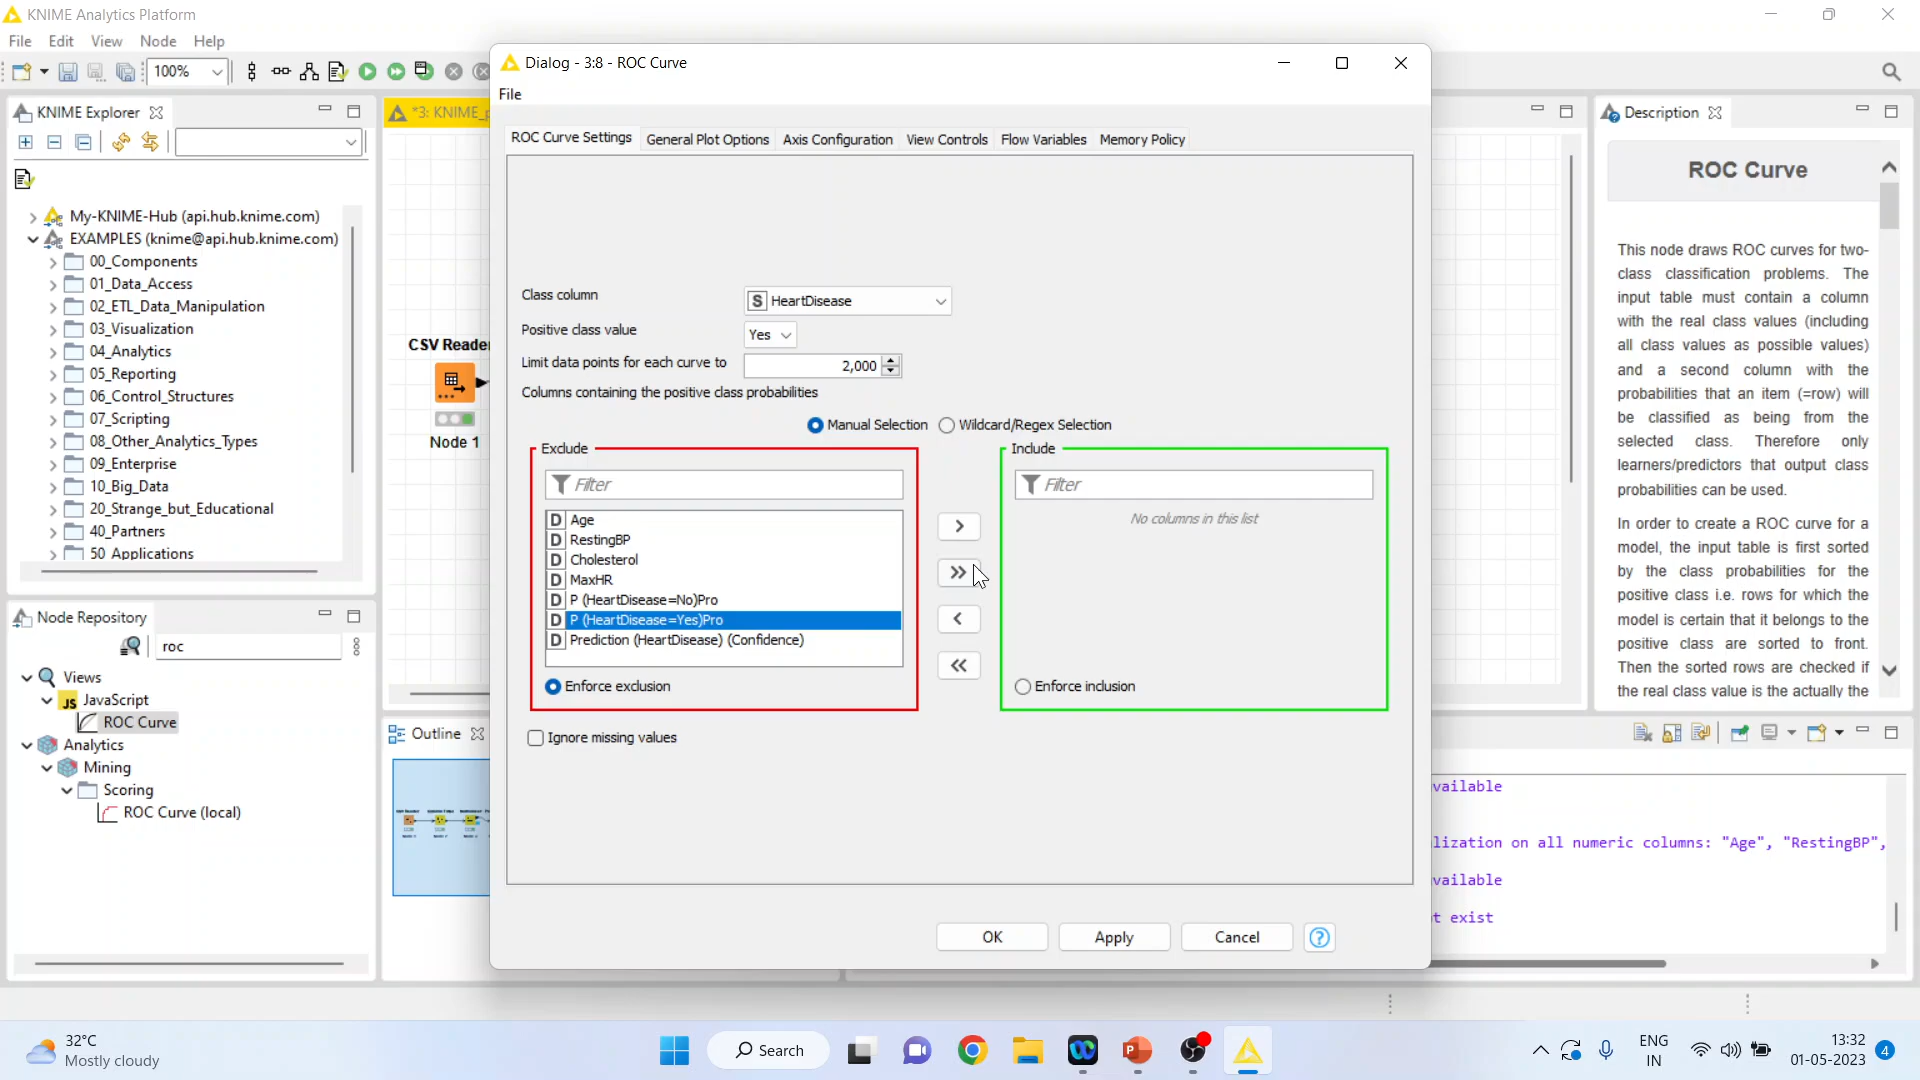 KNIME Analytics Platform
File Edit View Node Help
100%
KNIME Explorer
My-KNIME-Hub (api.hub.knime.com)
EXAMPLES (knime@api.hub.knime.com)
00_Components
01_Data_Access
02_ETL_Data_Manipulation
03_Visualization
04_Analytics
05_Reporting
06_Control_Structures
07_Scripting
08_Other_Analytics_Types
09_Enterprise
10_Big_Data
20_Strange_but_Educational
40_Partners
50 Applications
Node Repository
roc
Views
JS JavaScript
ROC Curve
Analytics
Mining
Scoring
ROC Curve (local)
*3: KNIME_p
CSV Reader
Node 1
Outline
Dialog - 3:8 - ROC Curve
File
ROC Curve Settings General Plot Options Axis Configuration View Controls Flow Variables Memory Policy
Class column S HeartDisease
Positive class value Yes
Limit data points for each curve to 2,000
Columns containing the positive class probabilities
Manual Selection Wildcard/Regex Selection
Exclude
Filter
D Age
D RestingBP
D Cholesterol
D MaxHR
D P (HeartDisease=No)Pro
D P (HeartDisease=Yes)Pro
D Prediction (HeartDisease) (Confidence)
Enforce exclusion
>
>>
<
<<
Include
Filter
No columns in this list
Enforce inclusion
Ignore missing values
OK Apply Cancel ?
Description
ROC Curve
This node draws ROC curves for two-
class classification problems. The
input table must contain a column
with the real class values (including
all class values as possible values)
and a second column with the
probabilities that an item (=row) will
be classified as being from the
selected class. Therefore only
learners/predictors that output class
probabilities can be used.
In order to create a ROC curve for a
model, the input table is first sorted
by the class probabilities for the
positive class i.e. rows for which the
model is certain that it belongs to the
positive class are sorted to front.
Then the sorted rows are checked if
the real class value is the actually the
vailable
lization on all numeric columns: "Age", "RestingBP",
vailable
t exist
32°C
Mostly cloudy
Search
ENG
IN
13:32
01-05-2023
4